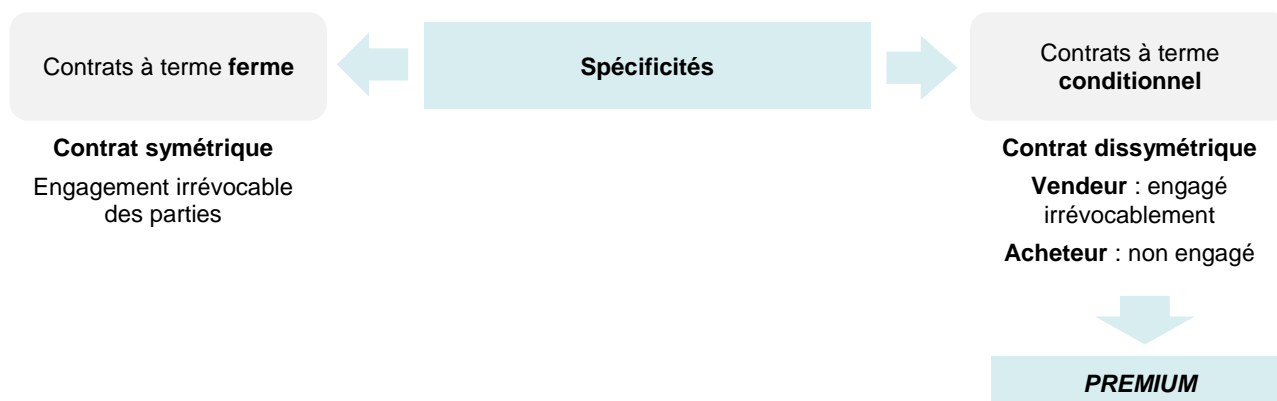 Contrats à terme ferme
Spécificités
Contrats à terme
conditionnel
Contrat symétrique
Engagement irrévocable
des parties
Contrat dissymétrique
Vendeur : engagé
irrévocablement
Acheteur : non engagé
PREMIUM